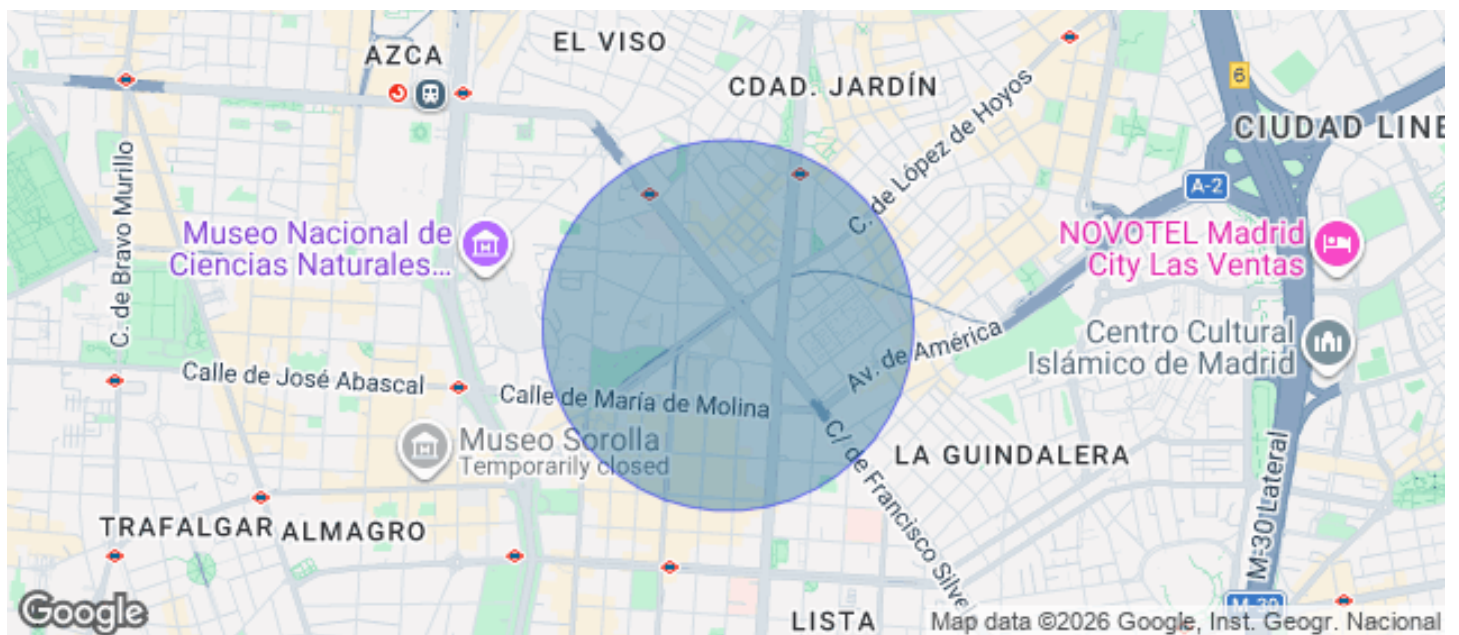 EL VISO
AZCA
CDAD. JARDÍN
6
CIUDAD LINE
C. de López de Hoyos
A-2
C. de Bravo Murillo
Museo Nacional de
Ciencias Naturales...
NOVOTEL Madrid
City Las Ventas
Centro Cultural
Islámico de Madrid
Av. de América
Calle de José Abascal
Calle de María de Molina
Museo Sorolla
Temporarily closed
C/ de Francisco Silve
LA GUINDALERA
M-30 Lateral
TRAFALGAR
ALMAGRO
M-30
LISTA
Google
Map data ©2026 Google, Inst. Geogr. Nacional